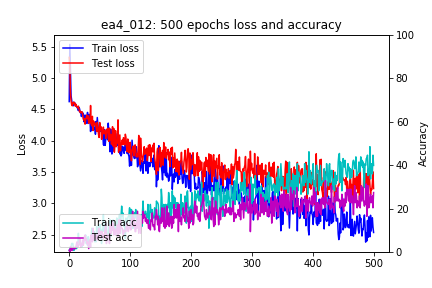 ea4_012: 500 epochs loss and accuracy
Train loss
Test loss
Train acc
Test acc
Loss
5.5
5.0
4.5
4.0
3.5
3.0
2.5
Accuracy
100
80
60
40
20
0
0
100
200
300
400
500